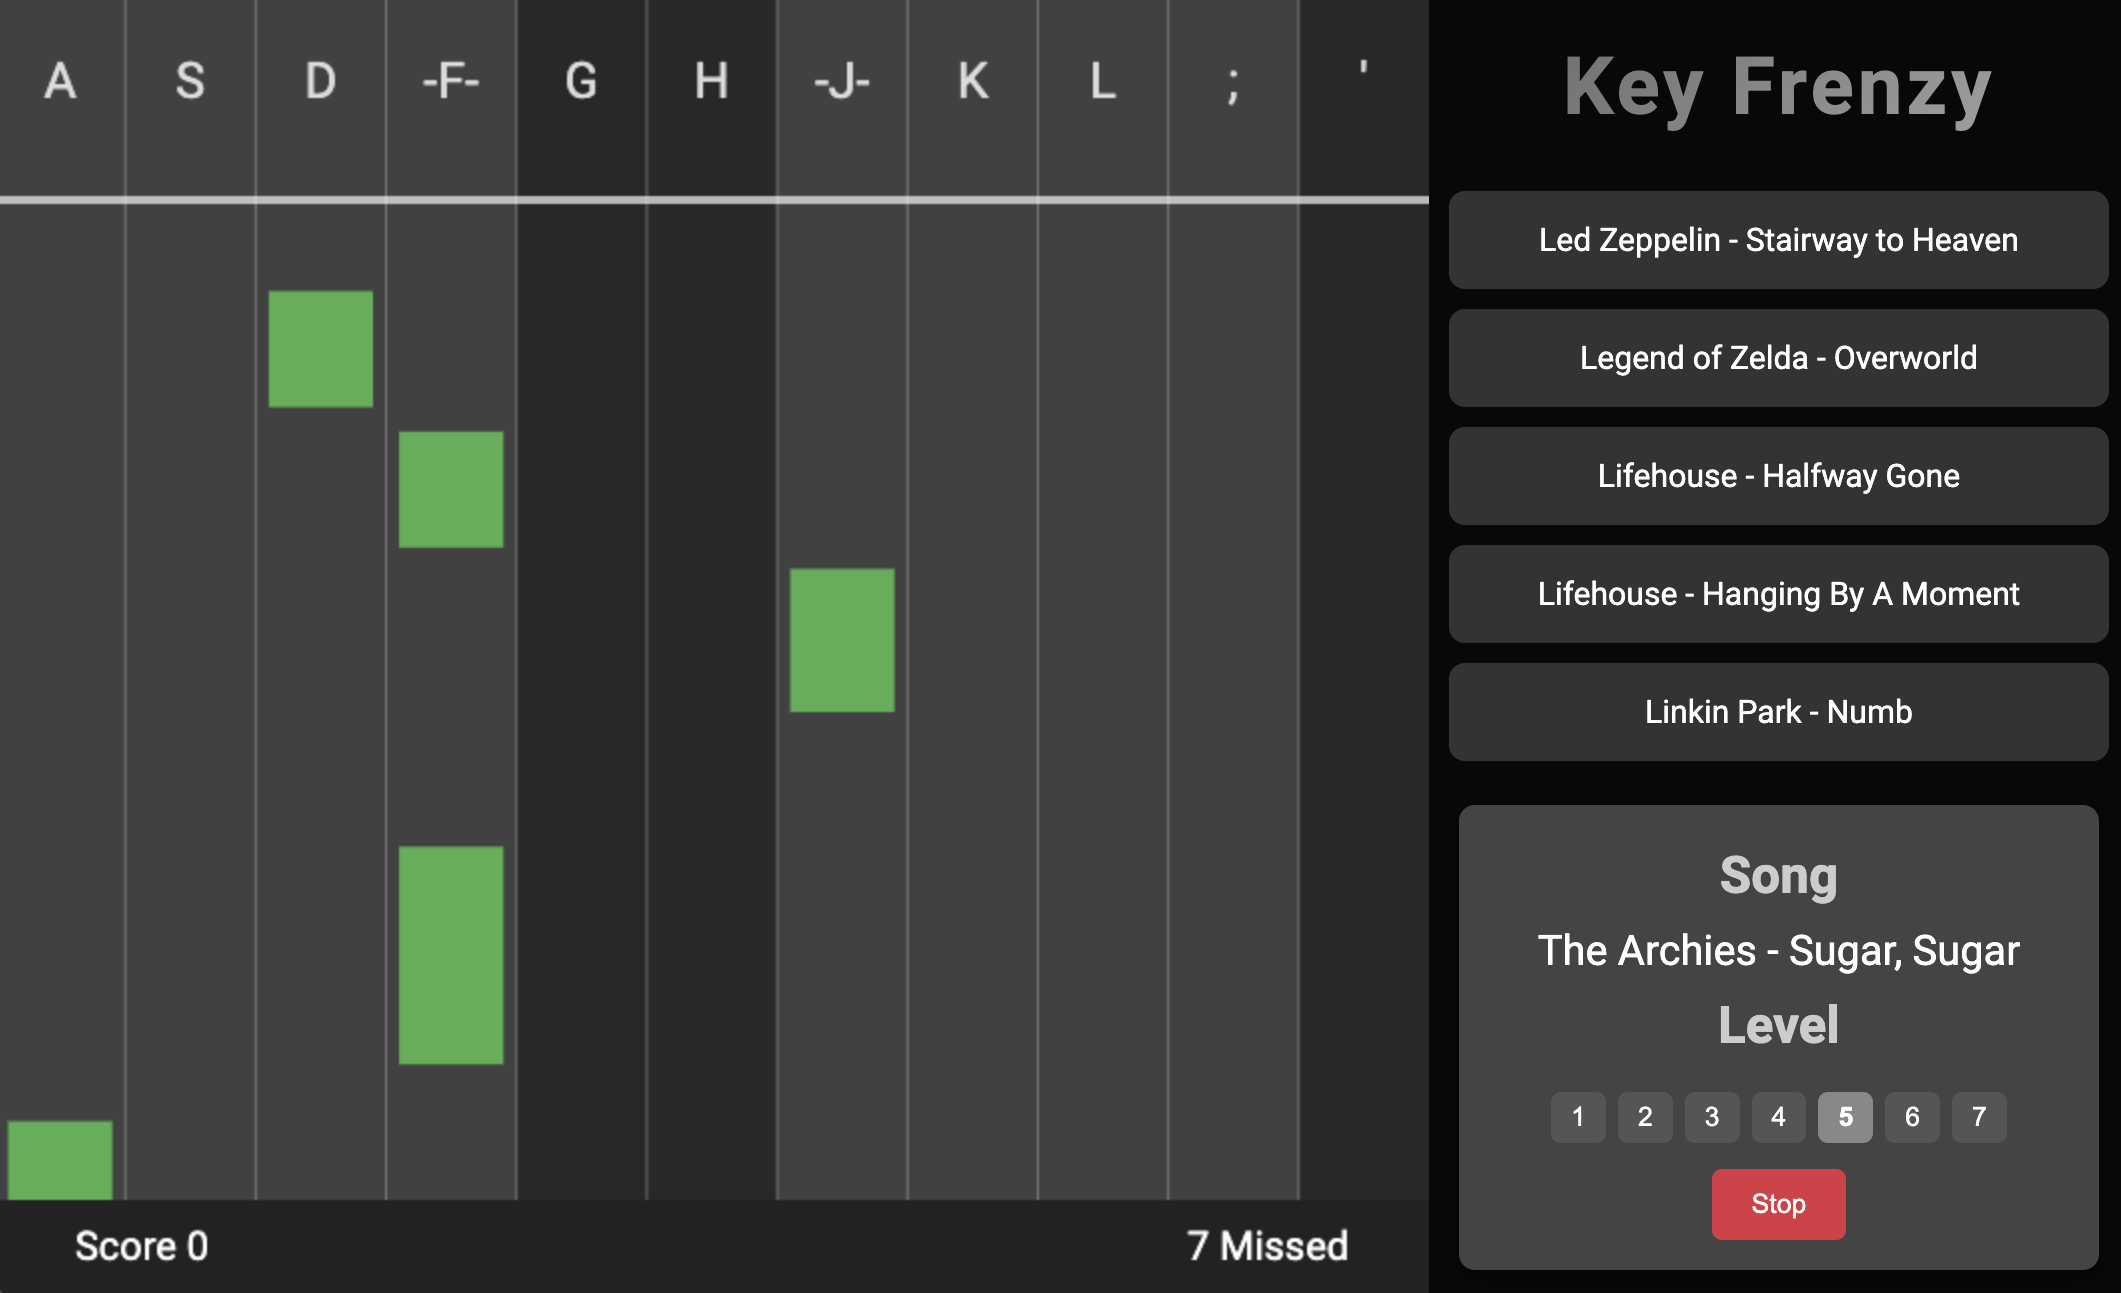 A S D -F- G H -J- K L ; '
Key Frenzy
Led Zeppelin - Stairway to Heaven
Legend of Zelda - Overworld
Lifehouse - Halfway Gone
Lifehouse - Hanging By A Moment
Linkin Park - Numb
Song
The Archies - Sugar, Sugar
Level
1 2 3 4 5 6 7
Stop
Score 0
7 Missed